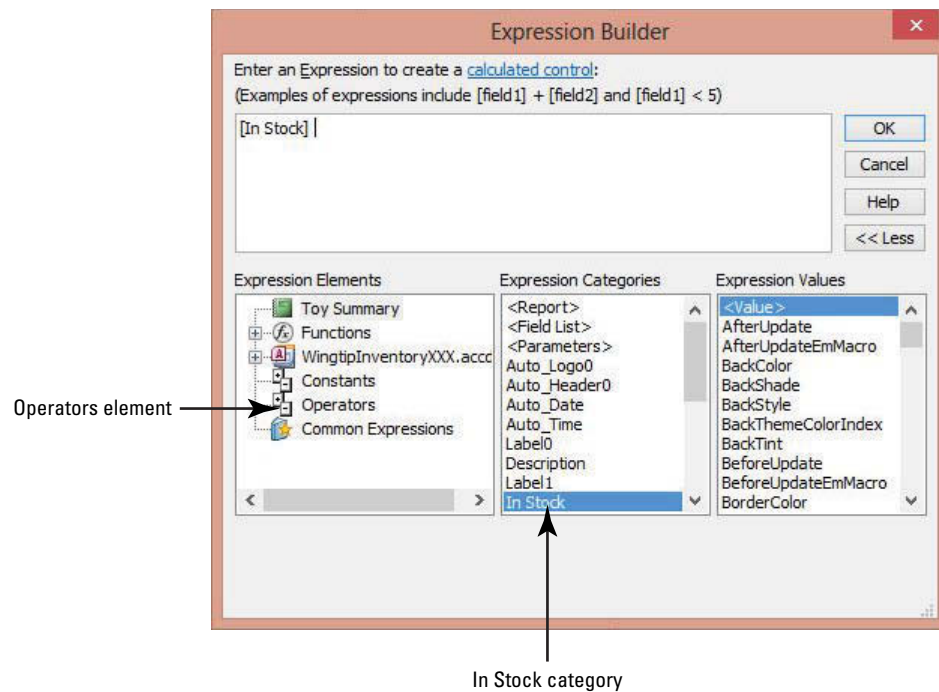 Expression Builder
×
Enter an Expression to create a calculated control:
(Examples of expressions include [field1] + [field2] and [field1] < 5)
[In Stock]
OK
Cancel
Help
<< Less
Expression Elements
Toy Summary
Functions
WingtipInventoryXXX.accc
Constants
Operators
Common Expressions
Expression Categories
<Report>
<Field List>
<Parameters>
Auto_Logo0
Auto_Header0
Auto_Date
Auto_Time
Label0
Description
Label1
In Stock
Expression Values
<Value>
AfterUpdate
AfterUpdateEmMacro
BackColor
BackShade
BackStyle
BackThemeColorIndex
BackTint
BeforeUpdate
BeforeUpdateEmMacro
BorderColor
Operators element
In Stock category